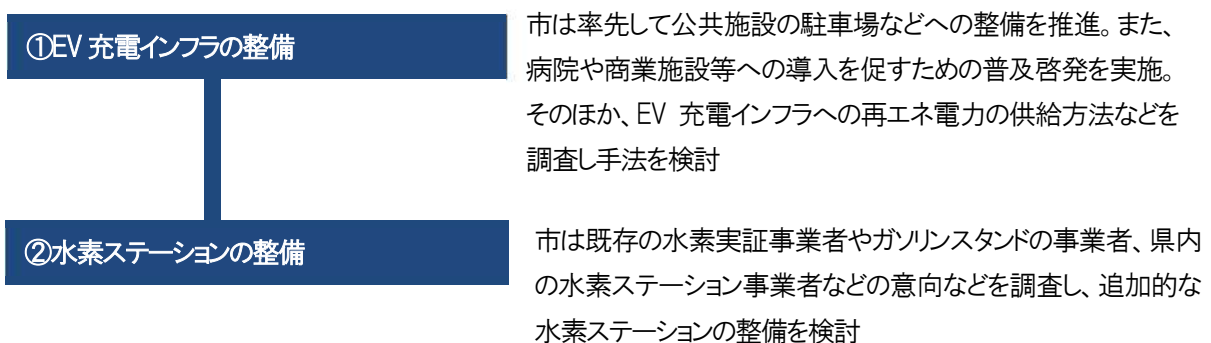 ①EV 充電インフラの整備
市は率先して公共施設の駐車場などへの整備を推進。また、
病院や商業施設等への導入を促すための普及啓発を実施。
そのほか、EV 充電インフラへの再エネ電力の供給方法などを
調査し手法を検討
②水素ステーションの整備
市は既存の水素実証事業者やガソリンスタンドの事業者、県内
の水素ステーション事業者などの意向などを調査し、追加的な
水素ステーションの整備を検討